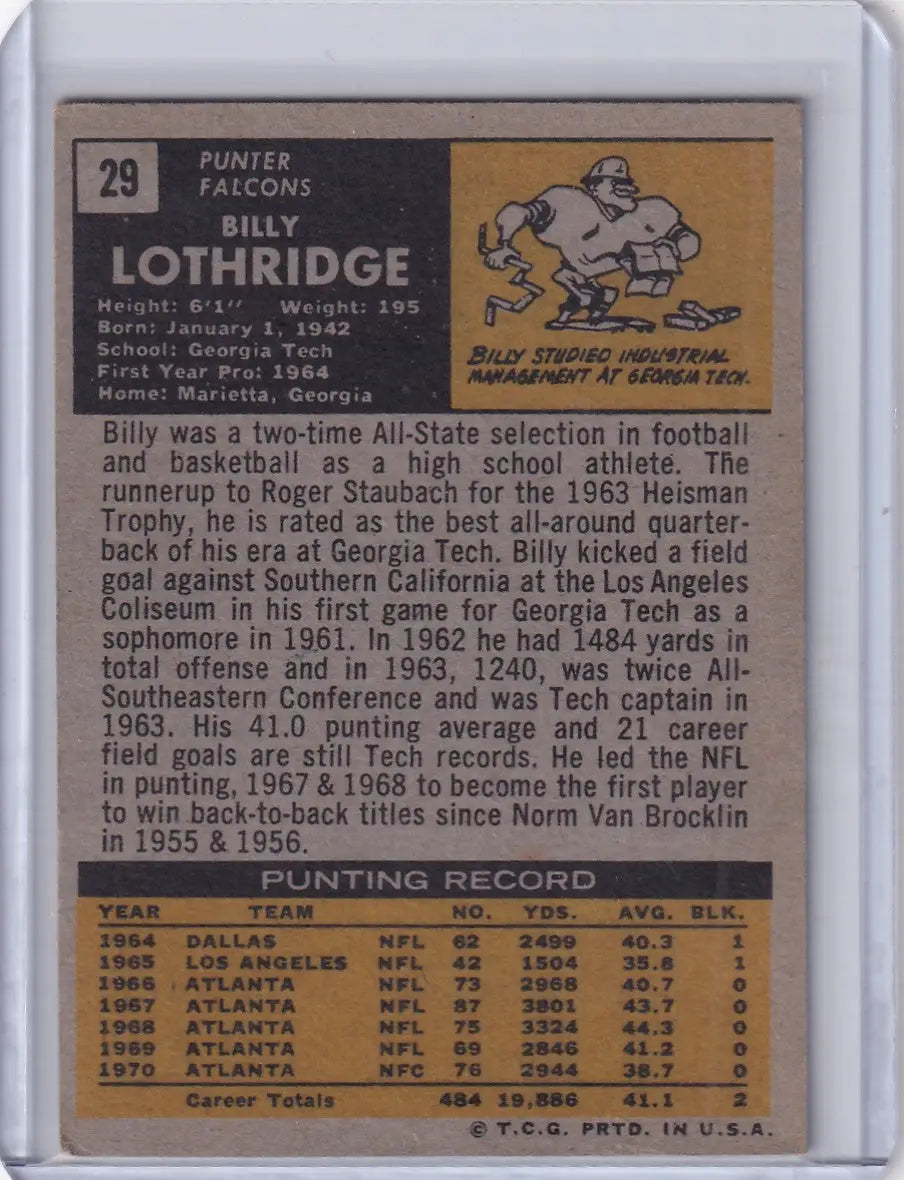 29
PUNTER
FALCONS
BILLY
LOTHRIDGE
Height: 6'1" Weight: 195
Born: January 1, 1942
School: Georgia Tech
First Year Pro: 1964
Home: Marietta, Georgia
BILLY STUDIED INDUSTRIAL
MANAGEMENT AT GEORGIA TECH.
Billy was a two-time All-State selection in football
and basketball as a high school athlete. The
runnerup to Roger Staubach for the 1963 Heisman
Trophy, he is rated as the best all-around quarter-
back of his era at Georgia Tech. Billy kicked a field
goal against Southern California at the Los Angeles
Coliseum in his first game for Georgia Tech as a
sophomore in 1961. In 1962 he had 1484 yards in
total offense and in 1963, 1240, was twice All-
Southeastern Conference and was Tech captain in
1963. His 41.0 punting average and 21 career
field goals are still Tech records. He led the NFL
in punting, 1967 & 1968 to become the first player
to win back-to-back titles since Norm Van Brocklin
in 1955 & 1956.
PUNTING RECORD
YEAR TEAM NO. YDS. AVG. BLK.
1964 DALLAS NFL 62 2499 40.3 1
1965 LOS ANGELES NFL 42 1504 35.8 1
1966 ATLANTA NFL 73 2968 40.7 0
1967 ATLANTA NFL 87 3801 43.7 0
1968 ATLANTA NFL 75 3324 44.3 0
1969 ATLANTA NFL 69 2846 41.2 0
1970 ATLANTA NFC 76 2944 38.7 0
Career Totals 484 19,886 41.1 2
© T.C.G. PRTD. IN U.S.A.